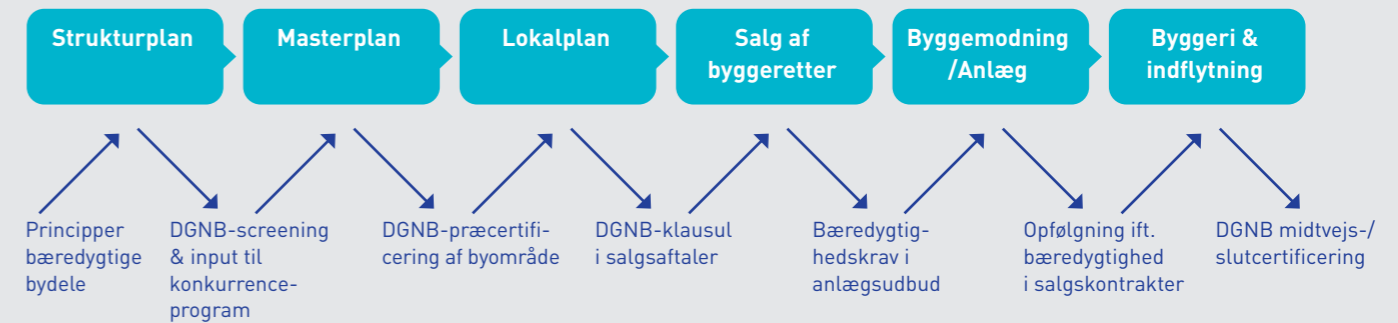 Strukturplan
Masterplan
Lokalplan
Salg af
byggeretter
Byggemodning
/Anlæg
Byggeri &
indflytning
Principper
bæredygtige
bydele
DGNB-screening
& input til
konkurrence-
program
DGNB-præcertifi-
cering af byområde
DGNB-klausul
i salgsaftaler
Bæredygtig-
hedskrav i
anlægsudbud
Opfølgning ift.
bæredygtighed
i salgskontrakter
DGNB midtvejs-/
slutcertificering